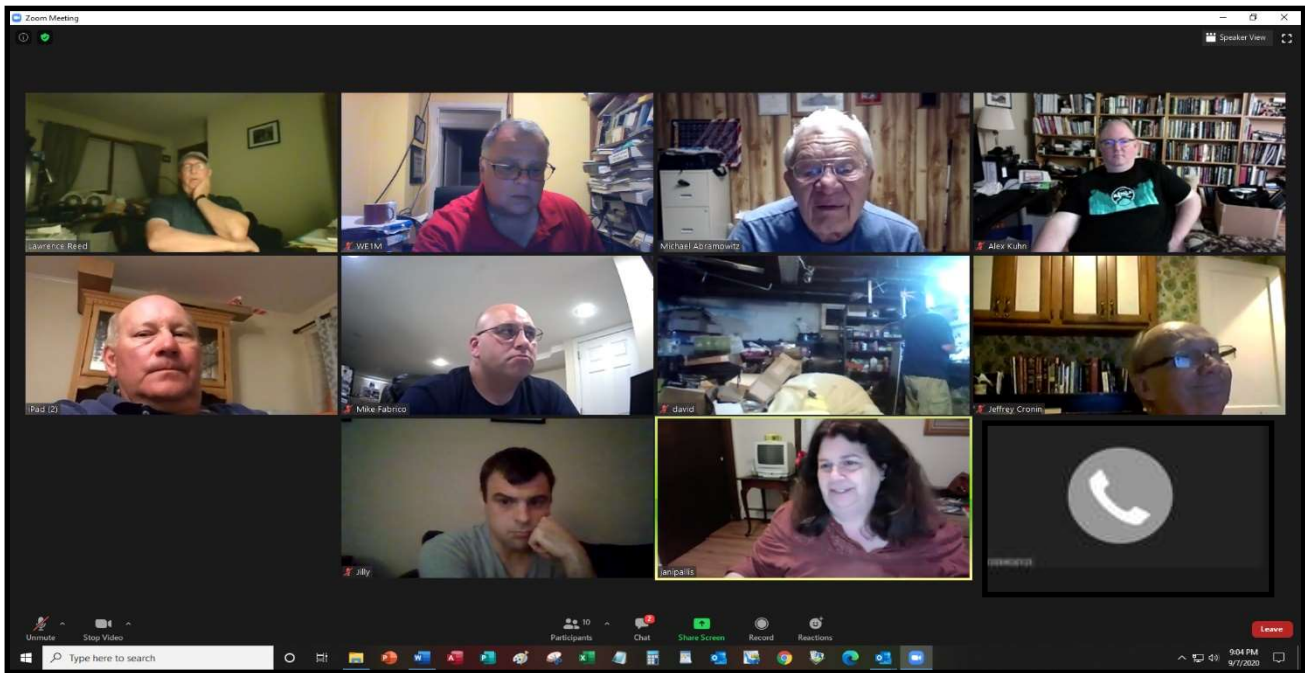 Zoom Meeting
Speaker View
Lawrence Reed
WE1M
Michael Abramowitz
Alex Kuhn
iPad (2)
Mike Fabrico
david
Jeffrey Cronin
Jilly
janipallis
Unmute
Stop Video
Participants
10
Chat
2
Share Screen
Record
Reactions
Leave
Type here to search
9:04 PM
9/7/2020